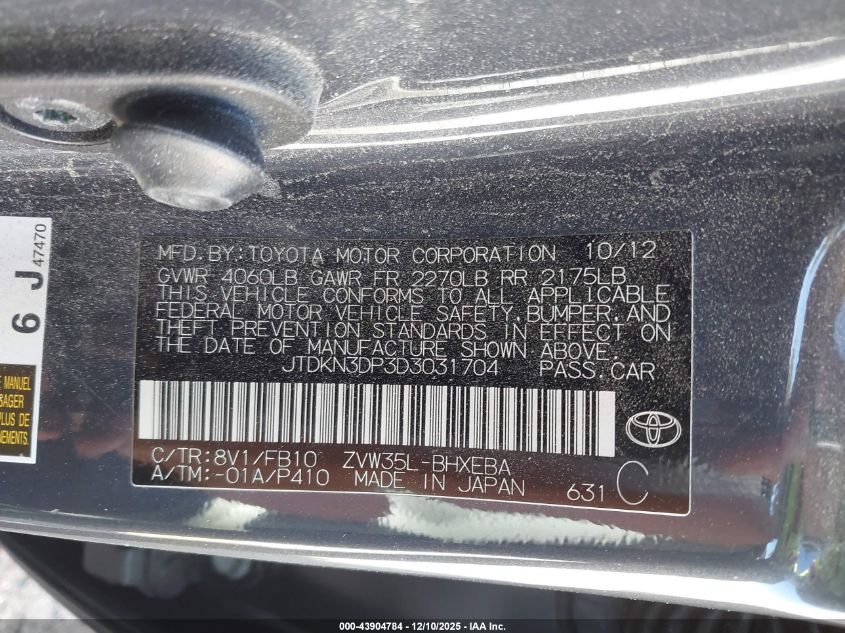 MFD.BY:TOYOTA MOTOR CORPORATION 10/12
GVWR 4060LB GAWR FR 2270LB RR 2175LB
THIS VEHICLE CONFORMS TO ALL APPLICABLE
FEDERAL MOTOR VEHICLE SAFETY, BUMPER, AND
THEFT PREVENTION STANDARDS IN EFFECT ON
THE DATE OF MANUFACTURE SHOWN ABOVE.
JTDKN3DP3D3031704 PASS.CAR
C/TR:8V1/FB10 ZVW35L-BHXEBA
A/TM:-01A/P410 MADE IN JAPAN 631 C
6 J 47470
E MANUEL
SAGER
PLUS DE
NEMENTS.
000-43904784 - 12/10/2025 - IAA Inc.